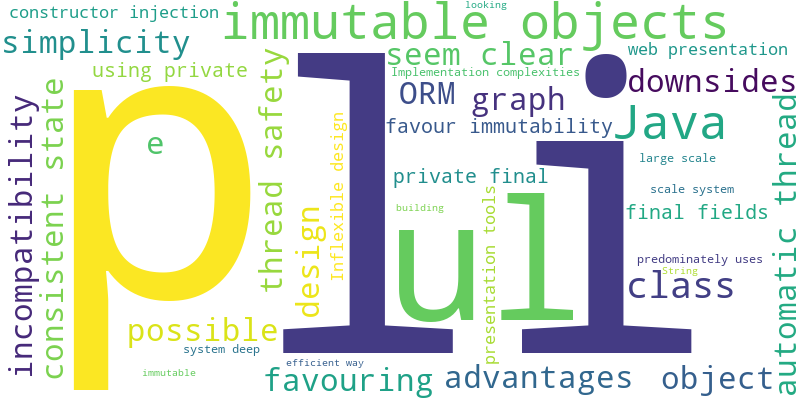 constructor injection
looking
immutable objects
simplicity
seem clear
web presentation
using private
Implementation complexities
downsides
ORM
graph
favour immutability
Java
p
li
e
thread safety
consistent state
incompatibility
Inflexible design
design
private final
building
ul
presentation tools
large scale
scale system
final fields
predominately uses
String
class
automatic thread
possible
system deep
efficient way
immutable
favouring
advantages
object